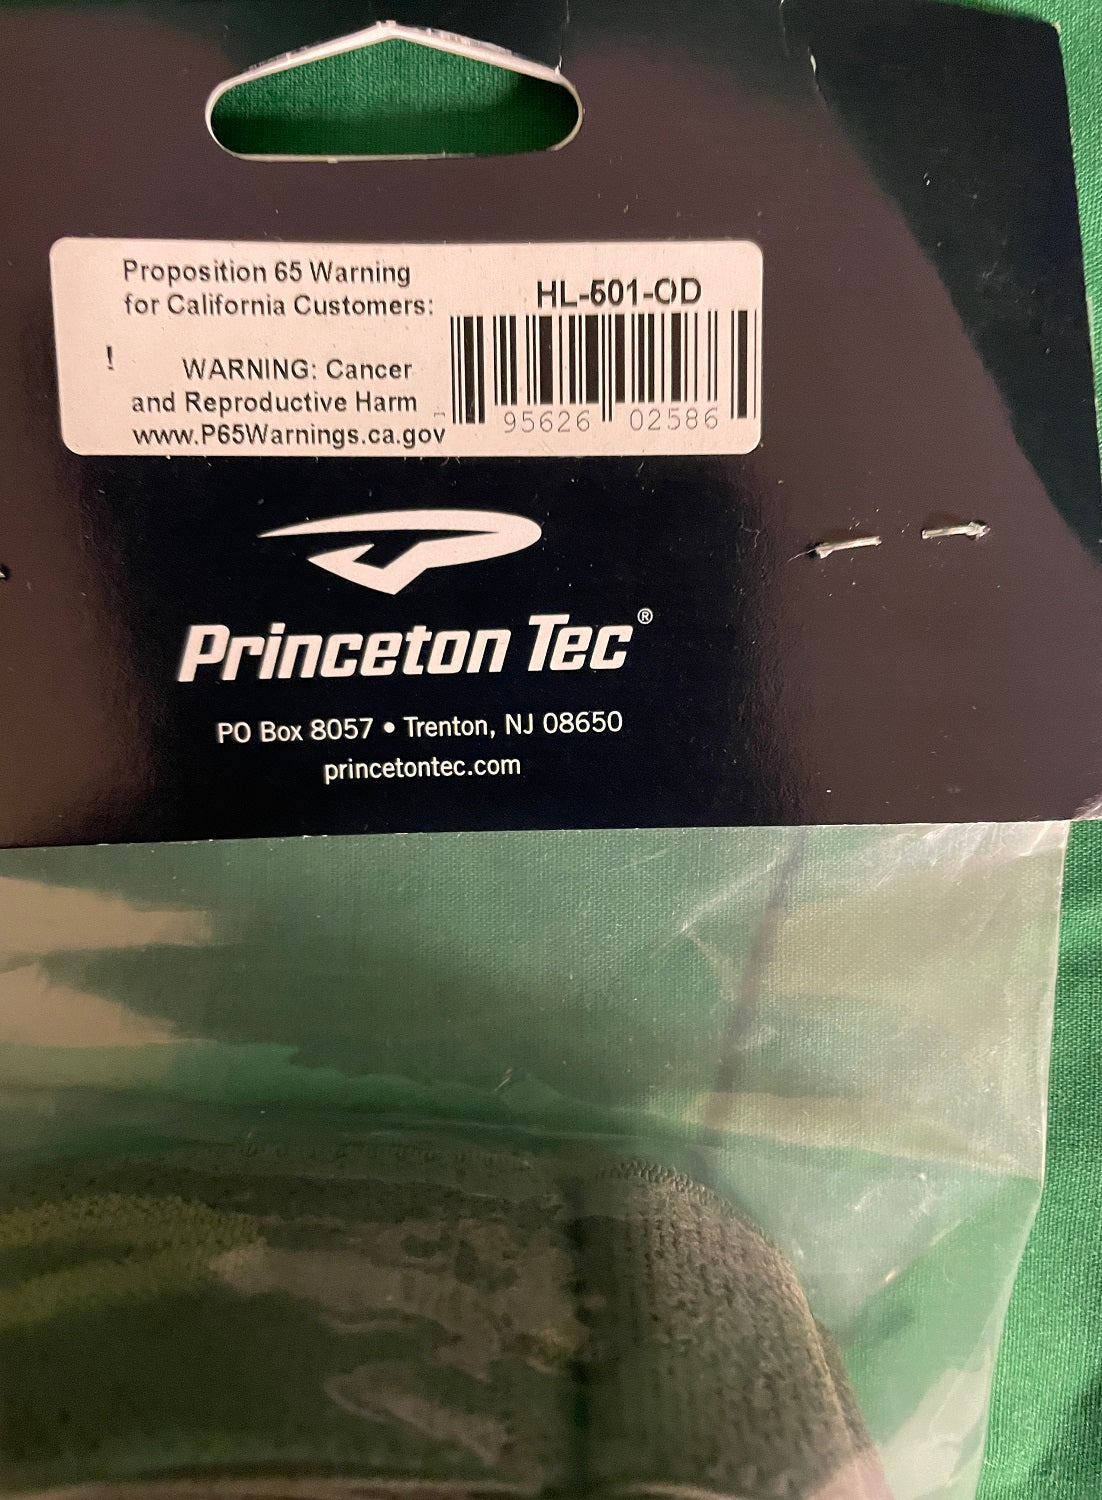 Proposition 65 Warning
for California Customers:
! WARNING: Cancer
and Reproductive Harm
www.P65Warnings.ca.gov
HL-501-OD
95626 02586
Princeton Tec®
PO Box 8057 • Trenton, NJ 08650
princetontec.com